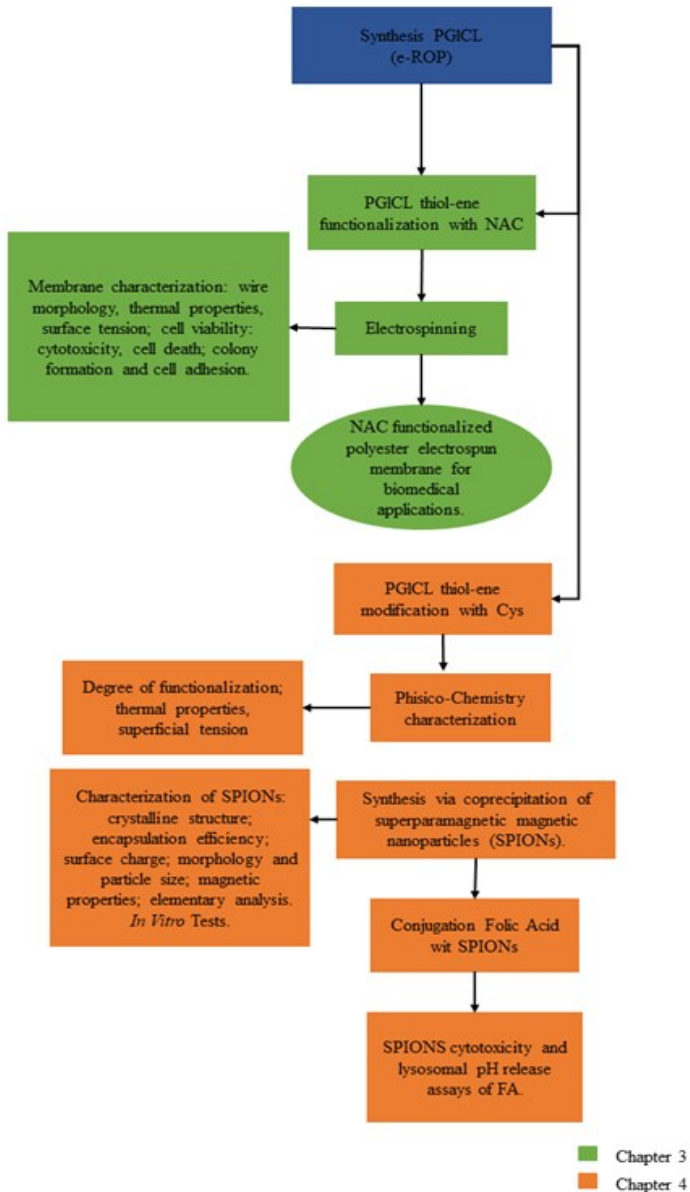 Synthesis PGlCL
(e-ROP)
PGlCL thiol-ene
functionalization with NAC
Membrane characterization: wire
morphology, thermal properties,
surface tension; cell viability:
cytotoxicity, cell death; colony
formation and cell adhesion.
Electrospinning
NAC functionalized
polyester electrospun
membrane for
biomedical
applications.
PGlCL thiol-ene
modification with Cys
Degree of functionalization;
thermal properties,
superficial tension
Phisico-Chemistry
characterization
Characterization of SPIONs:
crystalline structure;
encapsulation efficiency;
surface charge; morphology and
particle size; magnetic
properties; elementary analysis.
In Vitro Tests.
Synthesis via coprecipitation of
superparamagnetic magnetic
nanoparticles (SPIONs).
Conjugation Folic Acid
wit SPIONs
SPIONS cytotoxicity and
lysosomal pH release
assays of FA.
Chapter 3
Chapter 4